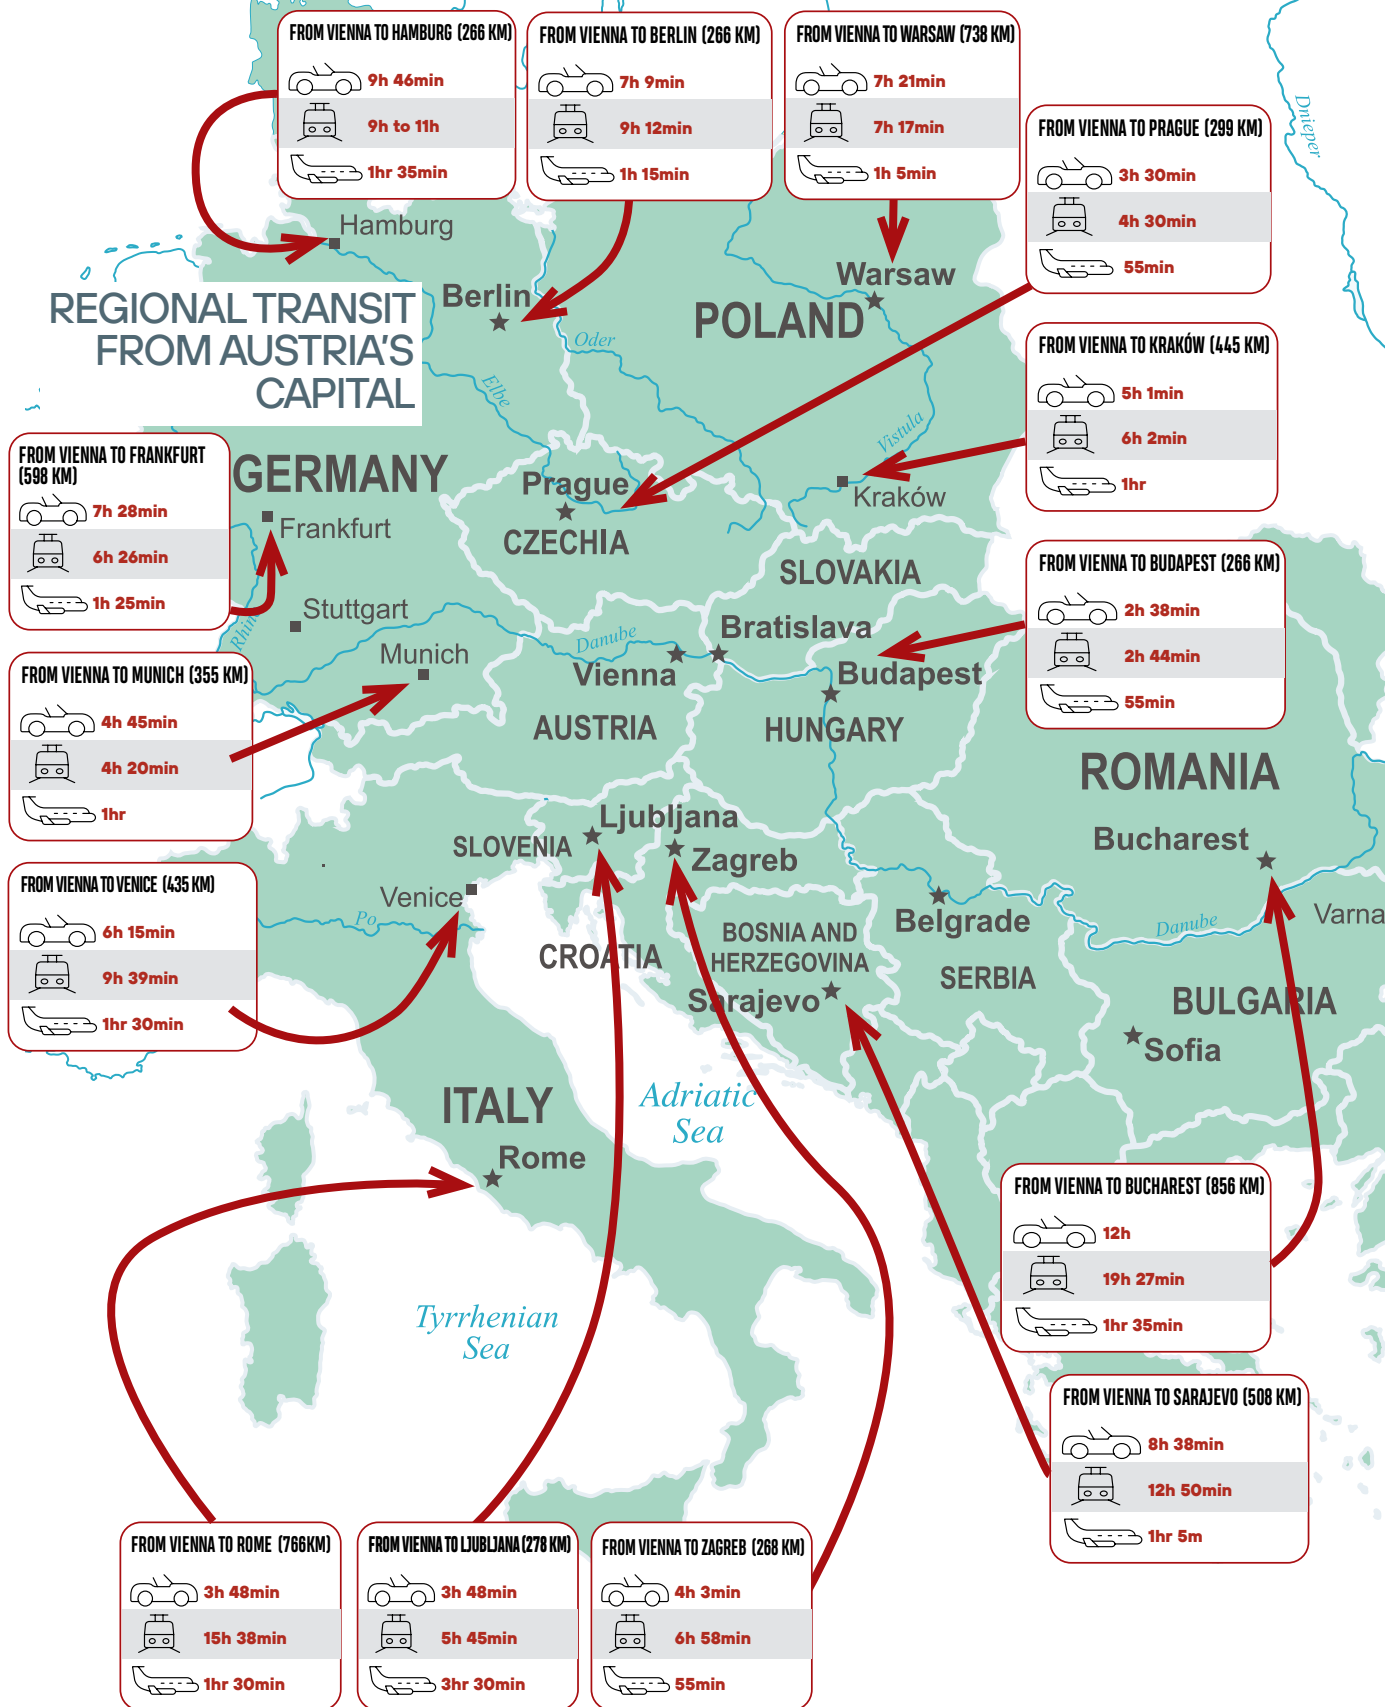 FROM VIENNA TO HAMBURG (266 KM)
9h 46min
9h to 11h
1hr 35min
FROM VIENNA TO BERLIN (266 KM)
7h 9min
9h 12min
1h 15min
FROM VIENNA TO WARSAW (738 KM)
7h 21min
7h 17min
1h 5min
FROM VIENNA TO PRAGUE (299 KM)
3h 30min
4h 30min
55min
Dnieper
Hamburg
Berlin
Warsaw
POLAND
REGIONAL TRANSIT
FROM AUSTRIA'S
CAPITAL
Oder
Elbe
Vistula
FROM VIENNA TO KRAKÓW (445 KM)
5h 1min
6h 2min
1hr
FROM VIENNA TO FRANKFURT
(598 KM)
7h 28min
6h 26min
1h 25min
GERMANY
Prague
Kraków
Frankfurt
CZECHIA
SLOVAKIA
FROM VIENNA TO BUDAPEST (266 KM)
2h 38min
2h 44min
55min
Stuttgart
Rhin
Danube
Bratislava
Munich
Vienna
Budapest
AUSTRIA
HUNGARY
FROM VIENNA TO MUNICH (355 KM)
4h 45min
4h 20min
1hr
ROMANIA
Ljubljana
SLOVENIA
Zagreb
Bucharest
FROM VIENNA TO VENICE (435 KM)
6h 15min
9h 39min
1hr 30min
Venice
Po
Belgrade
Danube
Varna
CROATIA
BOSNIA AND
HERZEGOVINA
SERBIA
Sarajevo
BULGARIA
Sofia
ITALY
Adriatic
Sea
Rome
FROM VIENNA TO BUCHAREST (856 KM)
12h
19h 27min
1hr 35min
Tyrrhenian
Sea
FROM VIENNA TO SARAJEVO (508 KM)
8h 38min
12h 50min
1hr 5m
FROM VIENNA TO ROME (766KM)
3h 48min
15h 38min
1hr 30min
FROM VIENNA TO LJUBLJANA (278 KM)
3h 48min
5h 45min
3hr 30min
FROM VIENNA TO ZAGREB (268 KM)
4h 3min
6h 58min
55min